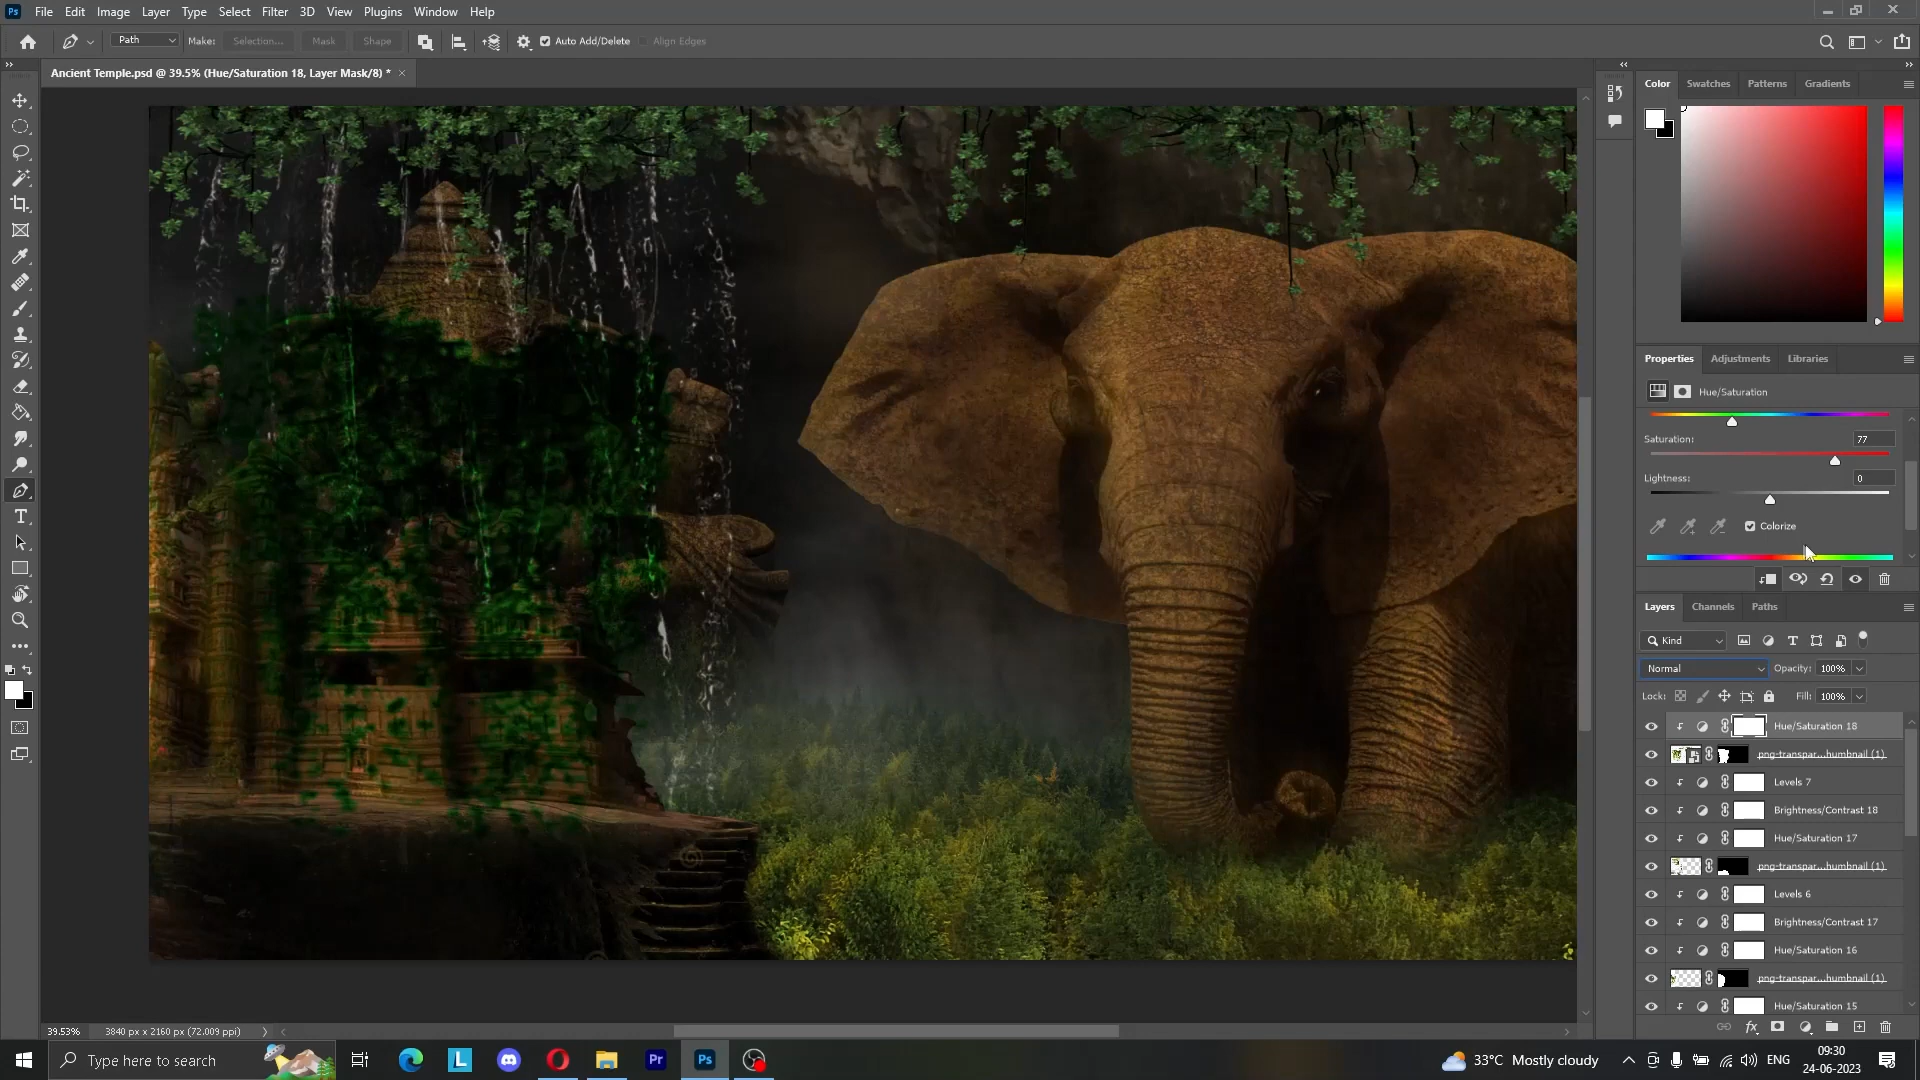 Ps File Edit Image Layer Type Select Filter 3D View Plugins Window Help
Path Make: Selection... Mask Shape Auto Add/Delete Align Edges
Ancient Temple.psd @ 39.5% (Hue/Saturation 18, Layer Mask/8) * ×
Color Swatches Patterns Gradients
Properties Adjustments Libraries
Hue/Saturation
Saturation: 77
Lightness: 0
Colorize
Layers Channels Paths
Kind
Normal Opacity: 100%
Lock: Fill: 100%
Hue/Saturation 18
png-transpar...humbnail (1)
Levels 7
Brightness/Contrast 18
Hue/Saturation 17
png-transpar...humbnail (1)
Levels 6
Brightness/Contrast 17
Hue/Saturation 16
png-transpar...humbnail (1)
Hue/Saturation 15
39.53% 3840 px x 2160 px (72.009 ppi)
Type here to search L Pr Ps 33°C Mostly cloudy ENG 09:30
24-06-2023